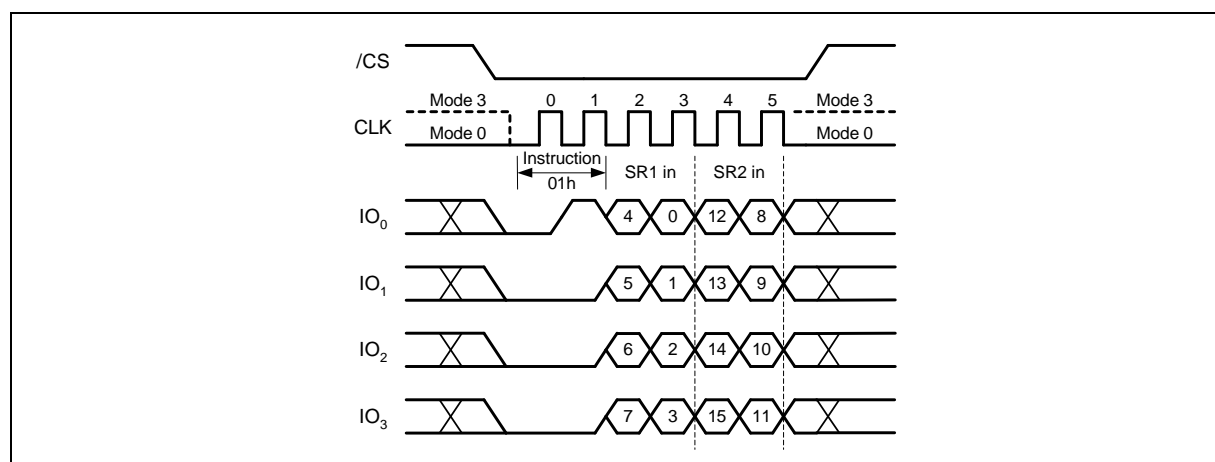 /CS
Mode 3 0 1 2 3 4 5 Mode 3
CLK
Mode 0 Mode 0
Instruction
01h SR1 in SR2 in
IO0 4 0 12 8
IO1 5 1 13 9
IO2 6 2 14 10
IO3 7 3 15 11